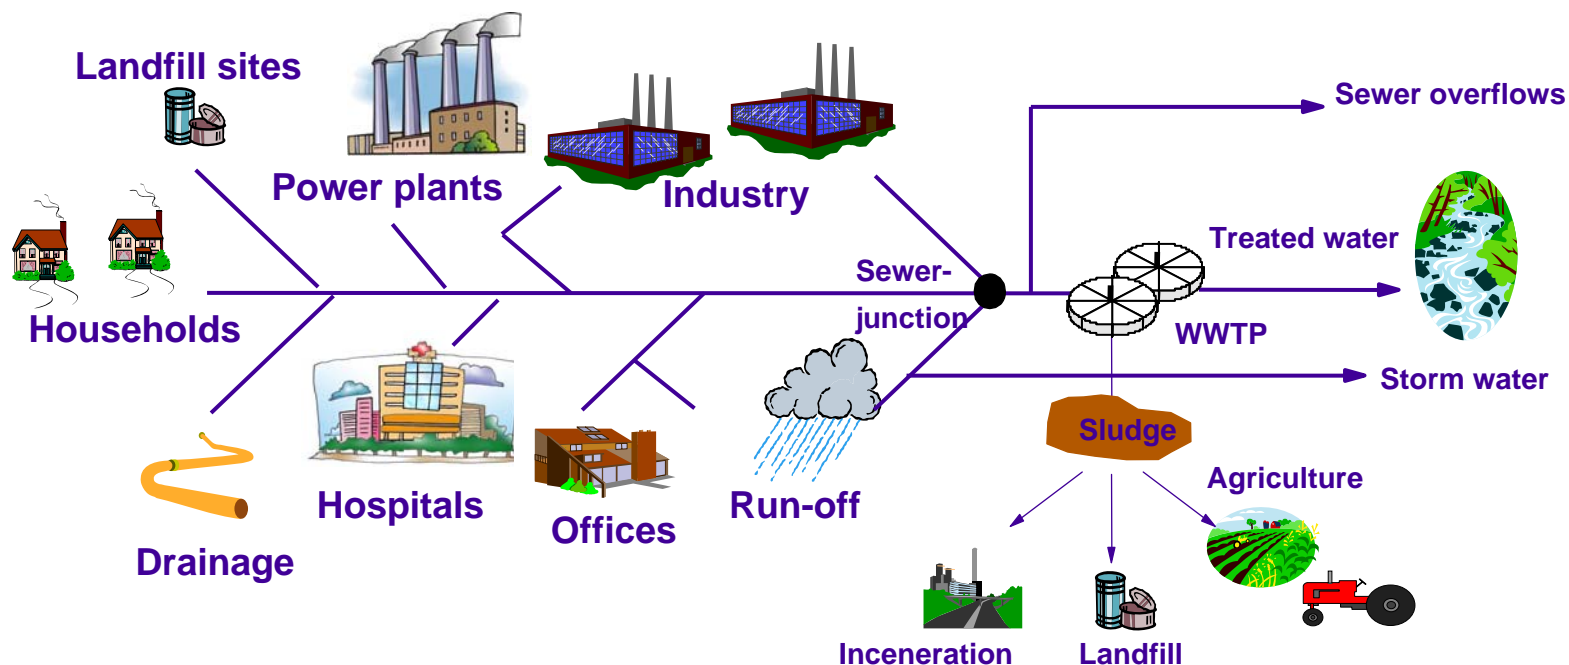 Landfill sites
Power plants
Industry
Sewer overflows
Households
Treated water
Sewer-
junction
WWTP
Storm water
Sludge
Hospitals
Offices
Run-off
Agriculture
Drainage
Inceneration
Landfill